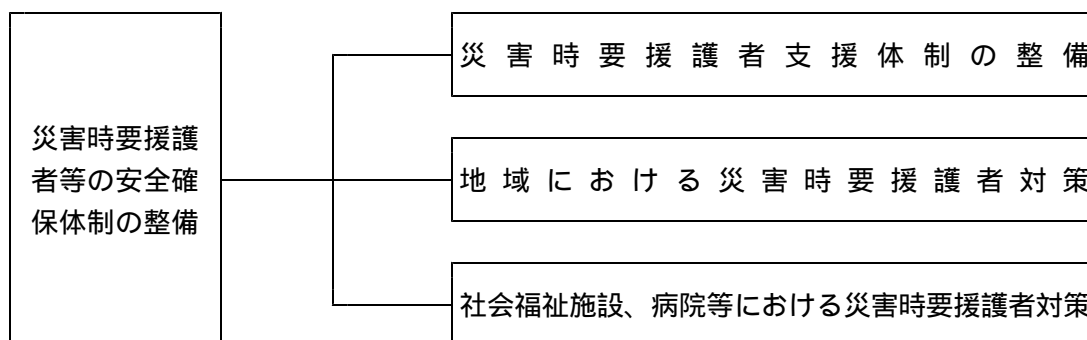 災害時要援護
者等の安全確
保体制の整備
災害時要援護者支援体制の整備
地域における災害時要援護者対策
社会福祉施設、病院等における災害時要援護者対策